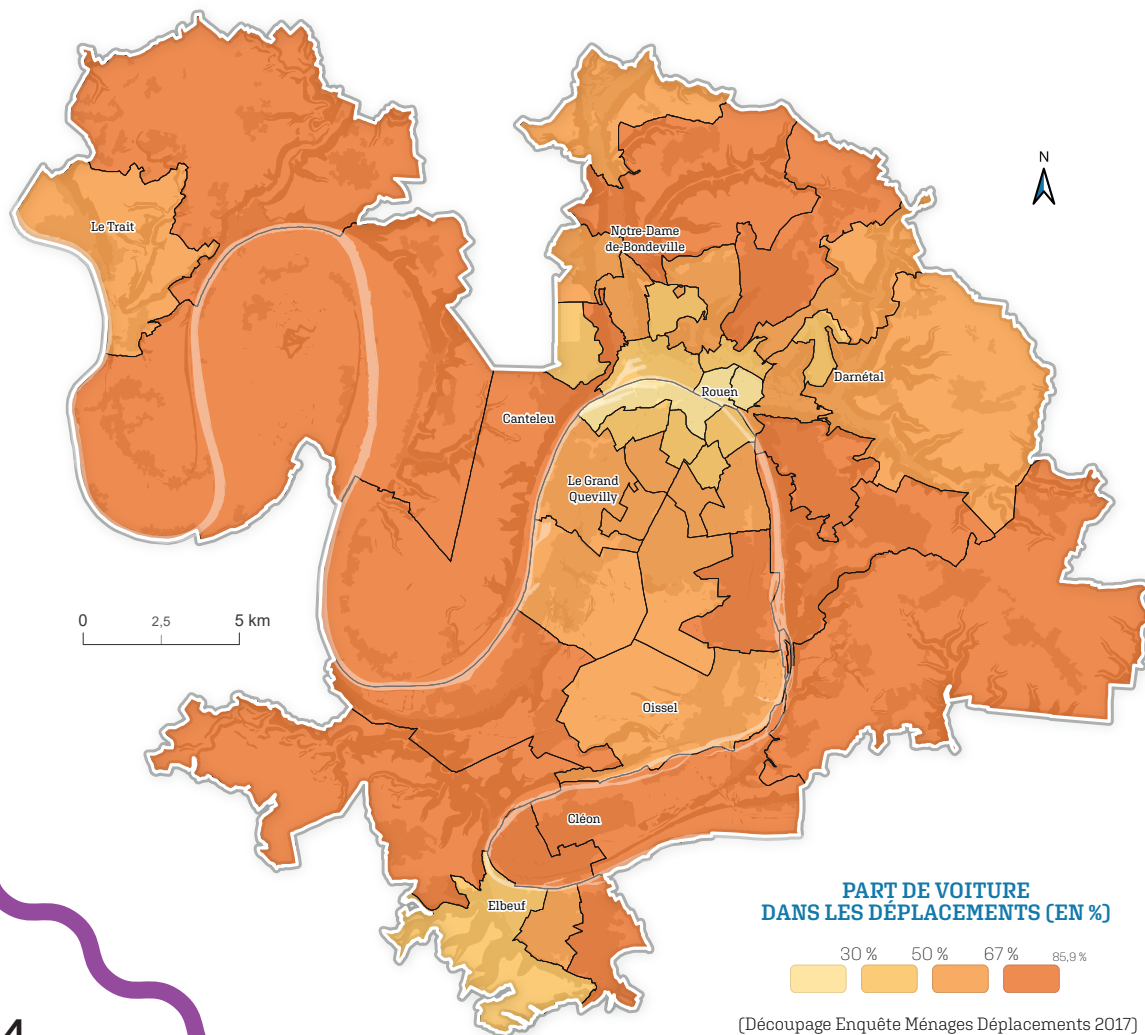 N
Le Trait
Notre-Dame
de-Bondeville
Rouen
Darnétal
Canteleu
Le Grand
Quevilly
0 2,5 5 km
Oissel
Cléon
Elbeuf
PART DE VOITURE
DANS LES DÉPLACEMENTS (EN %)
30 % 50 % 67 % 85,9 %
(Découpage Enquête Ménages Déplacements 2017)